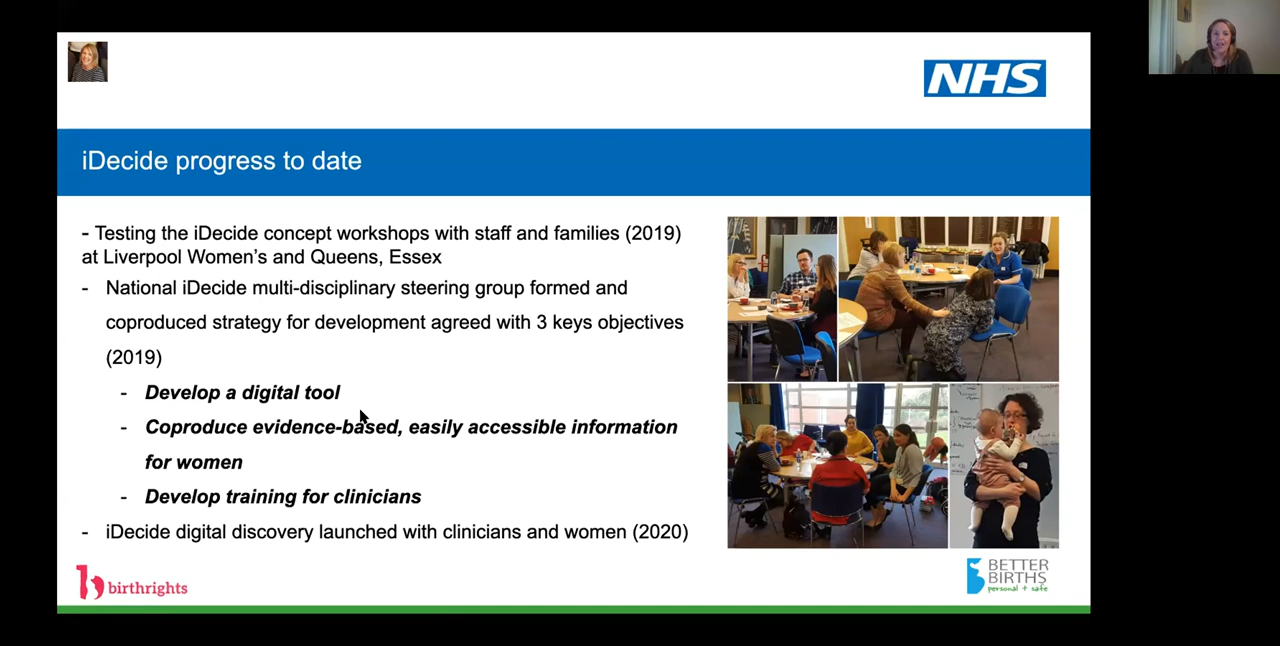 NHS
iDecide progress to date
- Testing the iDecide concept workshops with staff and families (2019)
at Liverpool Women's and Queens, Essex
- National iDecide multi-disciplinary steering group formed and
coproduced strategy for development agreed with 3 keys objectives
(2019)
- Develop a digital tool
- Coproduce evidence-based, easily accessible information
for women
- Develop training for clinicians
- iDecide digital discovery launched with clinicians and women (2020)
birthrights
BETTER
BIRTHS
personal + safe